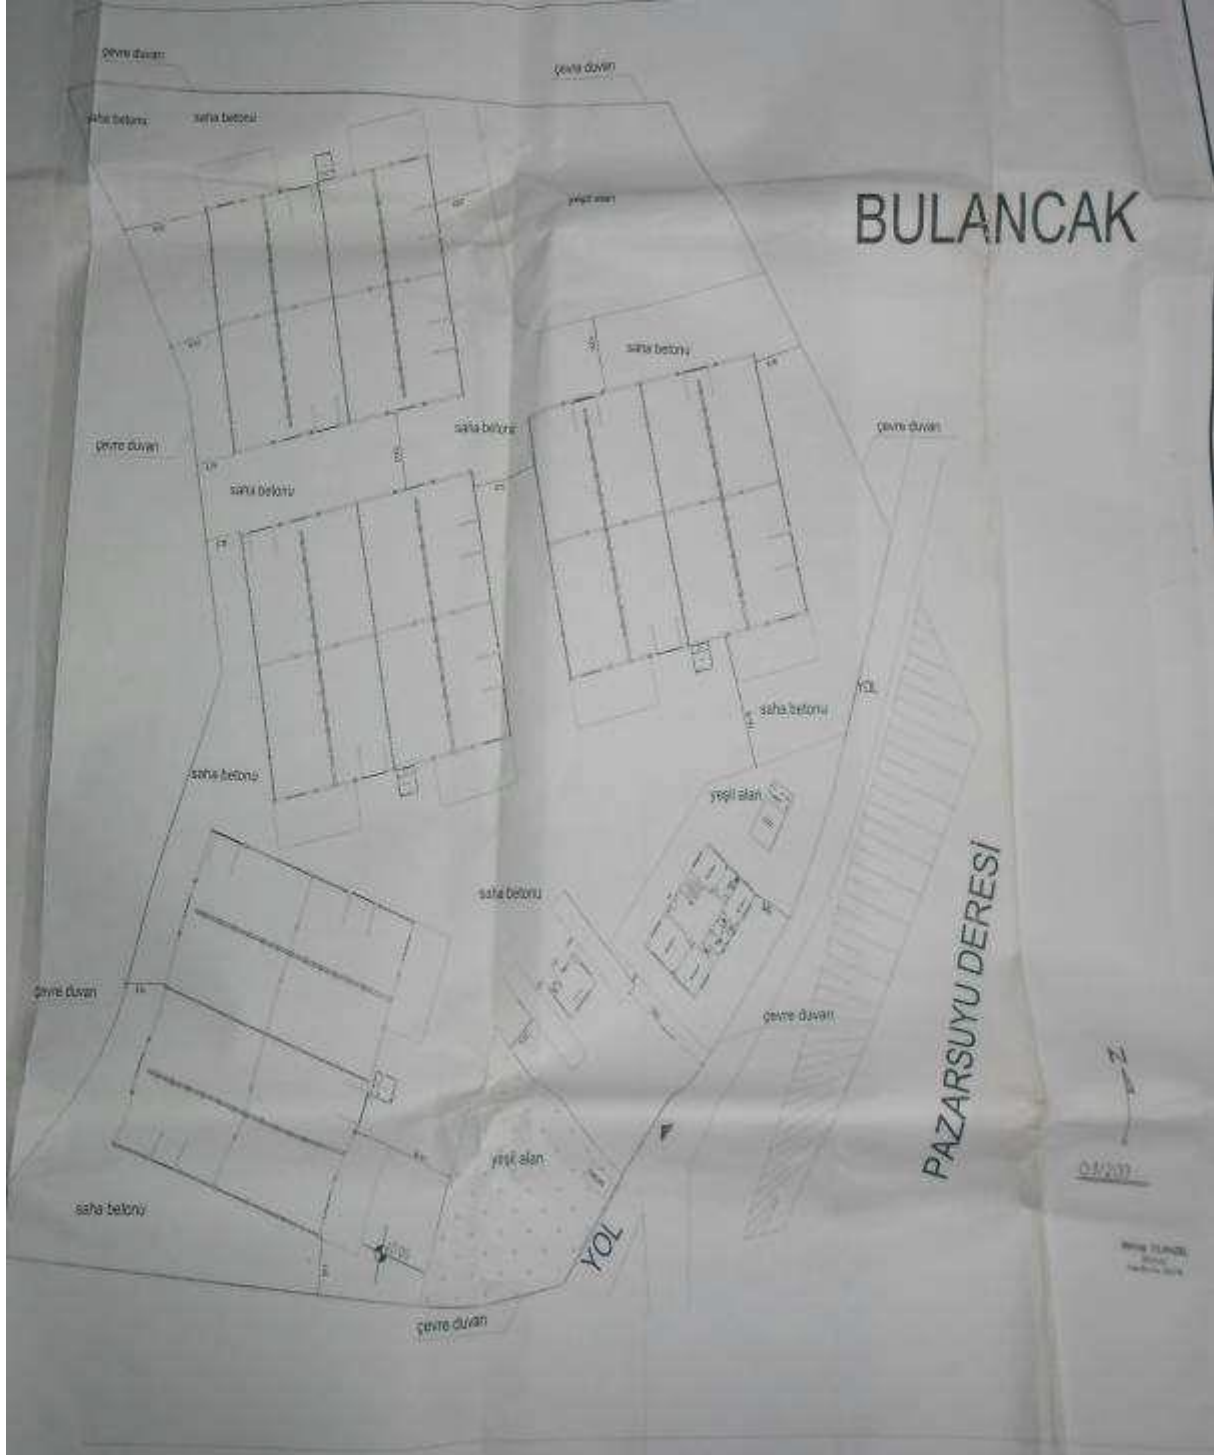 çevre duvarı
çevre duvarı
saha betonu
saha betonu
yeşil alan
BULANCAK
saha betonu
çevre duvarı
saha betonu
çevre duvarı
saha betonu
YOL
saha betonu
saha betonu
yeşil alan
saha betonu
PAZARSUYU DERESİ
çevre duvarı
çevre duvarı
N
yeşil alan
saha betonu
YOL
çevre duvarı